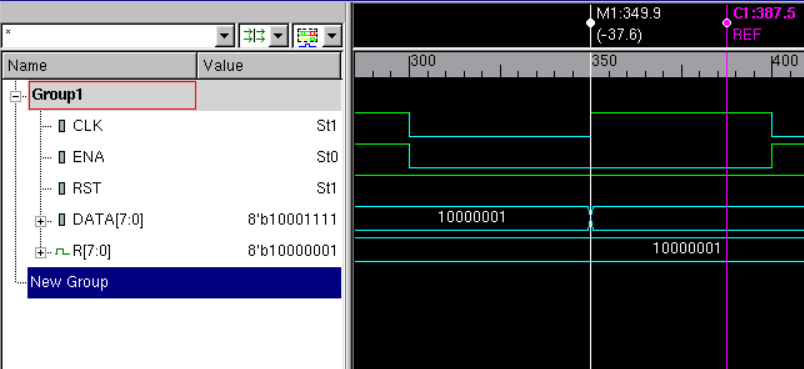 M1:349.9 C1:387.5
* (-37.6) REF
Name Value 300 350 400
Group1
CLK St1
ENA St0
RST St1
DATA[7:0] 8'b10001111 10000001
R[7:0] 8'b10000001 10000001
New Group